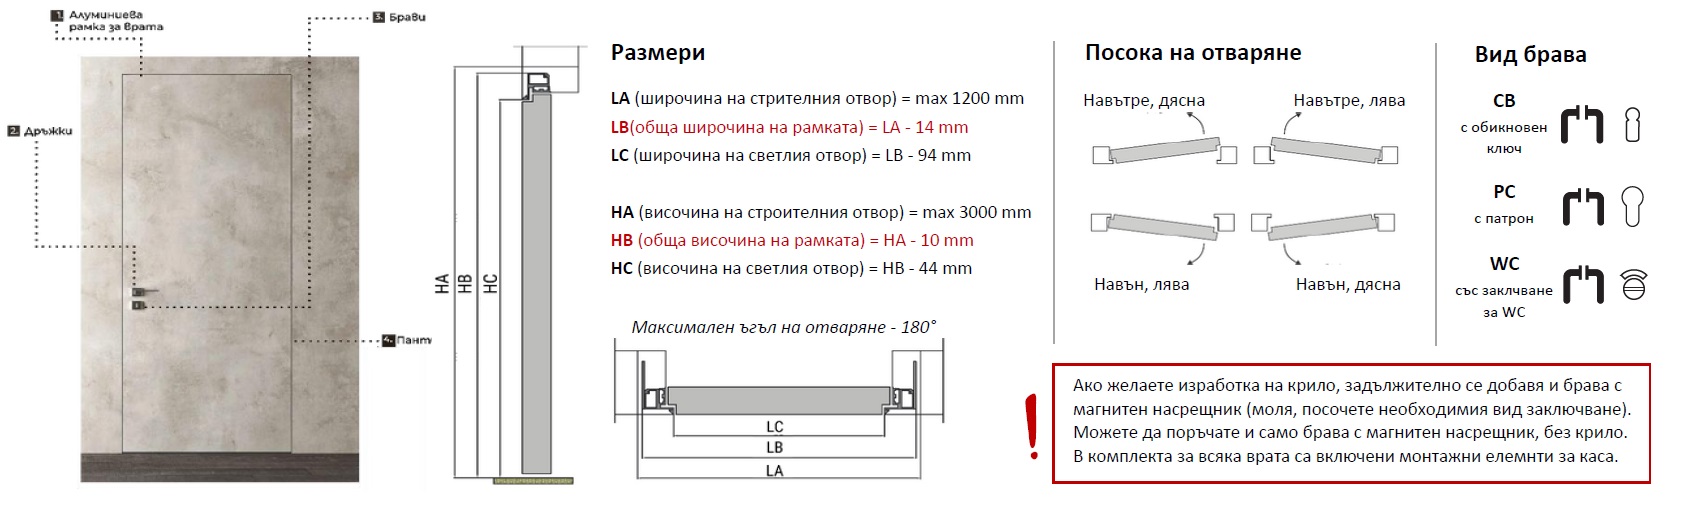 1. Алуминиева
рамка за врата
3. Брави
2. Дръжки
4. Пант
HA
HB
HC
Размери
LA (широчина на стрителния отвор) = max 1200 mm
LB(обща широчина на рамката) = LA - 14 mm
LC (широчина на светлия отвор) = LB - 94 mm
HA (височина на строителния отвор) = max 3000 mm
HB (обща височина на рамката) = HA - 10 mm
HC (височина на светлия отвор) = HB - 44 mm
Максимален ъгъл на отваряне - 180°
LC
LB
LA
Посока на отваряне
Навътре, дясна
Навътре, лява
Навън, лява
Навън, дясна
Вид брава
CB
с обикновен
ключ
PC
с патрон
WC
със заклчване
за WC
Ако желаете изработка на крило, задължително се добавя и брава с
магнитен насрещник (моля, посочете необходимия вид заключване).
Можете да поръчате и само брава с магнитен насрещник, без крило.
В комплекта за всяка врата са включени монтажни елемнти за каса.